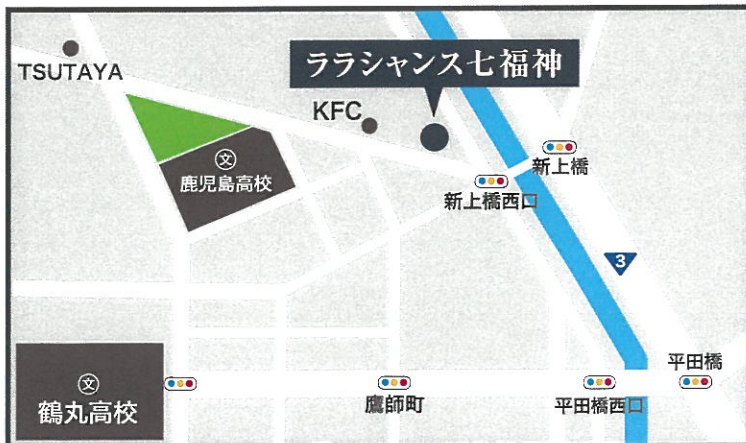 TSUTAYA
ララシャンス七福神
KFC
文
鹿児島高校
新上橋
新上橋西口
3
文
鶴丸高校
鷹師町
平田橋西口
平田橋